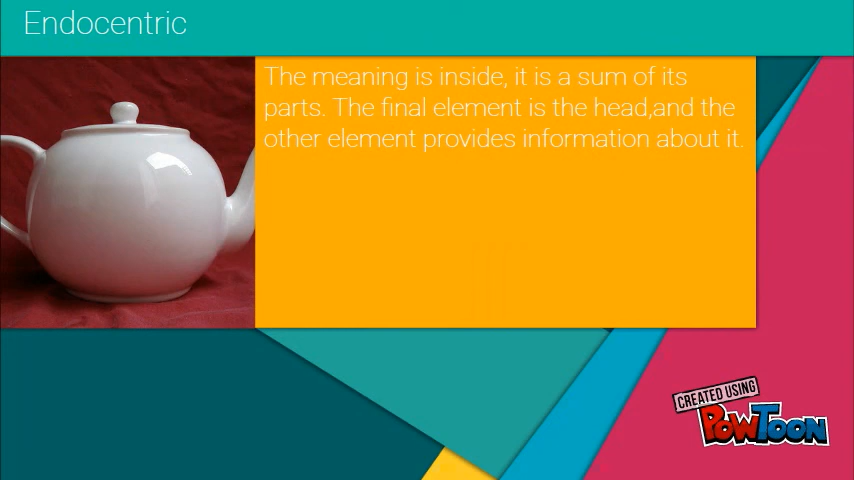 Endocentric
The meaning is inside, it is a sum of its
parts. The final element is the head,and the
other element provides information about it.
CREATED USING
POWTOON